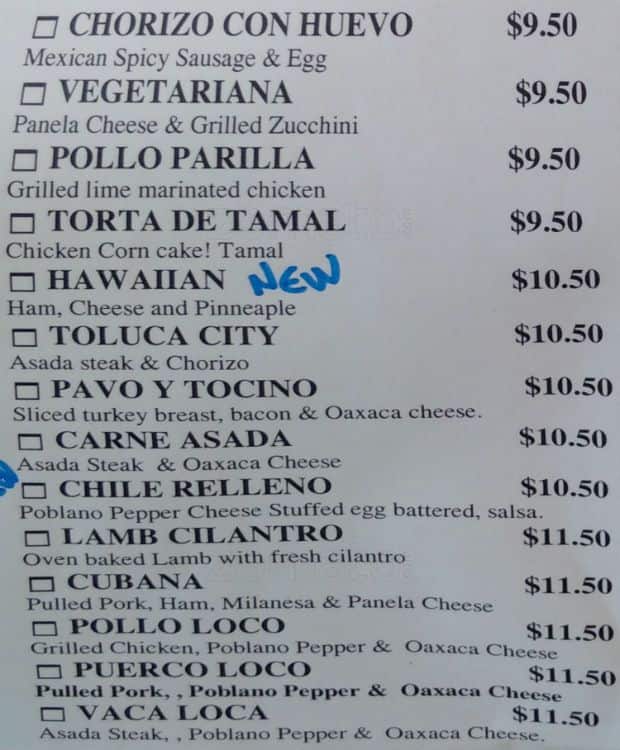 CHORIZO CON HUEVO $9.50
Mexican Spicy Sausage & Egg
VEGETARIANA $9.50
Panela Cheese & Grilled Zucchini
POLLO PARILLA $9.50
Grilled lime marinated chicken
TORTA DE TAMAL $9.50
Chicken Corn cake! Tamal
HAWAIIAN NEW $10.50
Ham, Cheese and Pinneaple
TOLUCA CITY $10.50
Asada steak & Chorizo
PAVO Y TOCINO $10.50
Sliced turkey breast, bacon & Oaxaca cheese.
CARNE ASADA $10.50
Asada Steak & Oaxaca Cheese
CHILE RELLENO $10.50
Poblano Pepper Cheese Stuffed egg battered, salsa.
LAMB CILANTRO $11.50
Oven baked Lamb with fresh cilantro
CUBANA $11.50
Pulled Pork, Ham, Milanesa & Panela Cheese
POLLO LOCO $11.50
Grilled Chicken, Poblano Pepper & Oaxaca Cheese
PUERCO LOCO $11.50
Pulled Pork, , Poblano Pepper & Oaxaca Cheese
VACA LOCA $11.50
Asada Steak, , Poblano Pepper & Oaxaca Cheese.